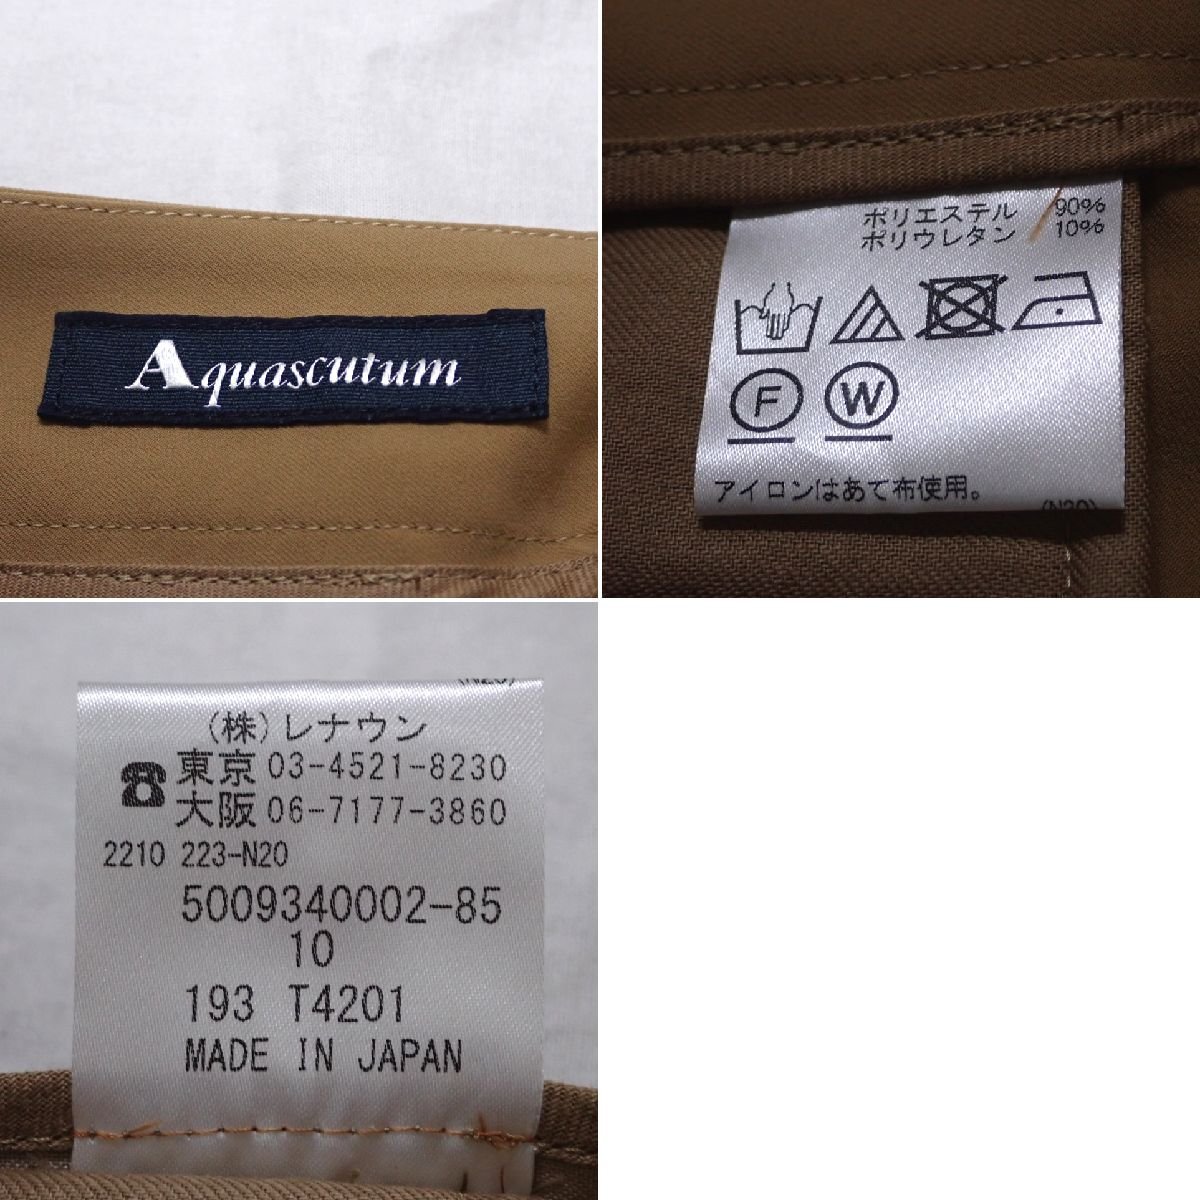 Aquascutum
ポリエステル 90%
ポリウレタン 10%
F W
アイロンはあて布使用。
(N20)
(株)レナウン
☎ 東京 03-4521-8230
大阪 06-7177-3860
2210 223-N20
5009340002-85
10
193 T4201
MADE IN JAPAN